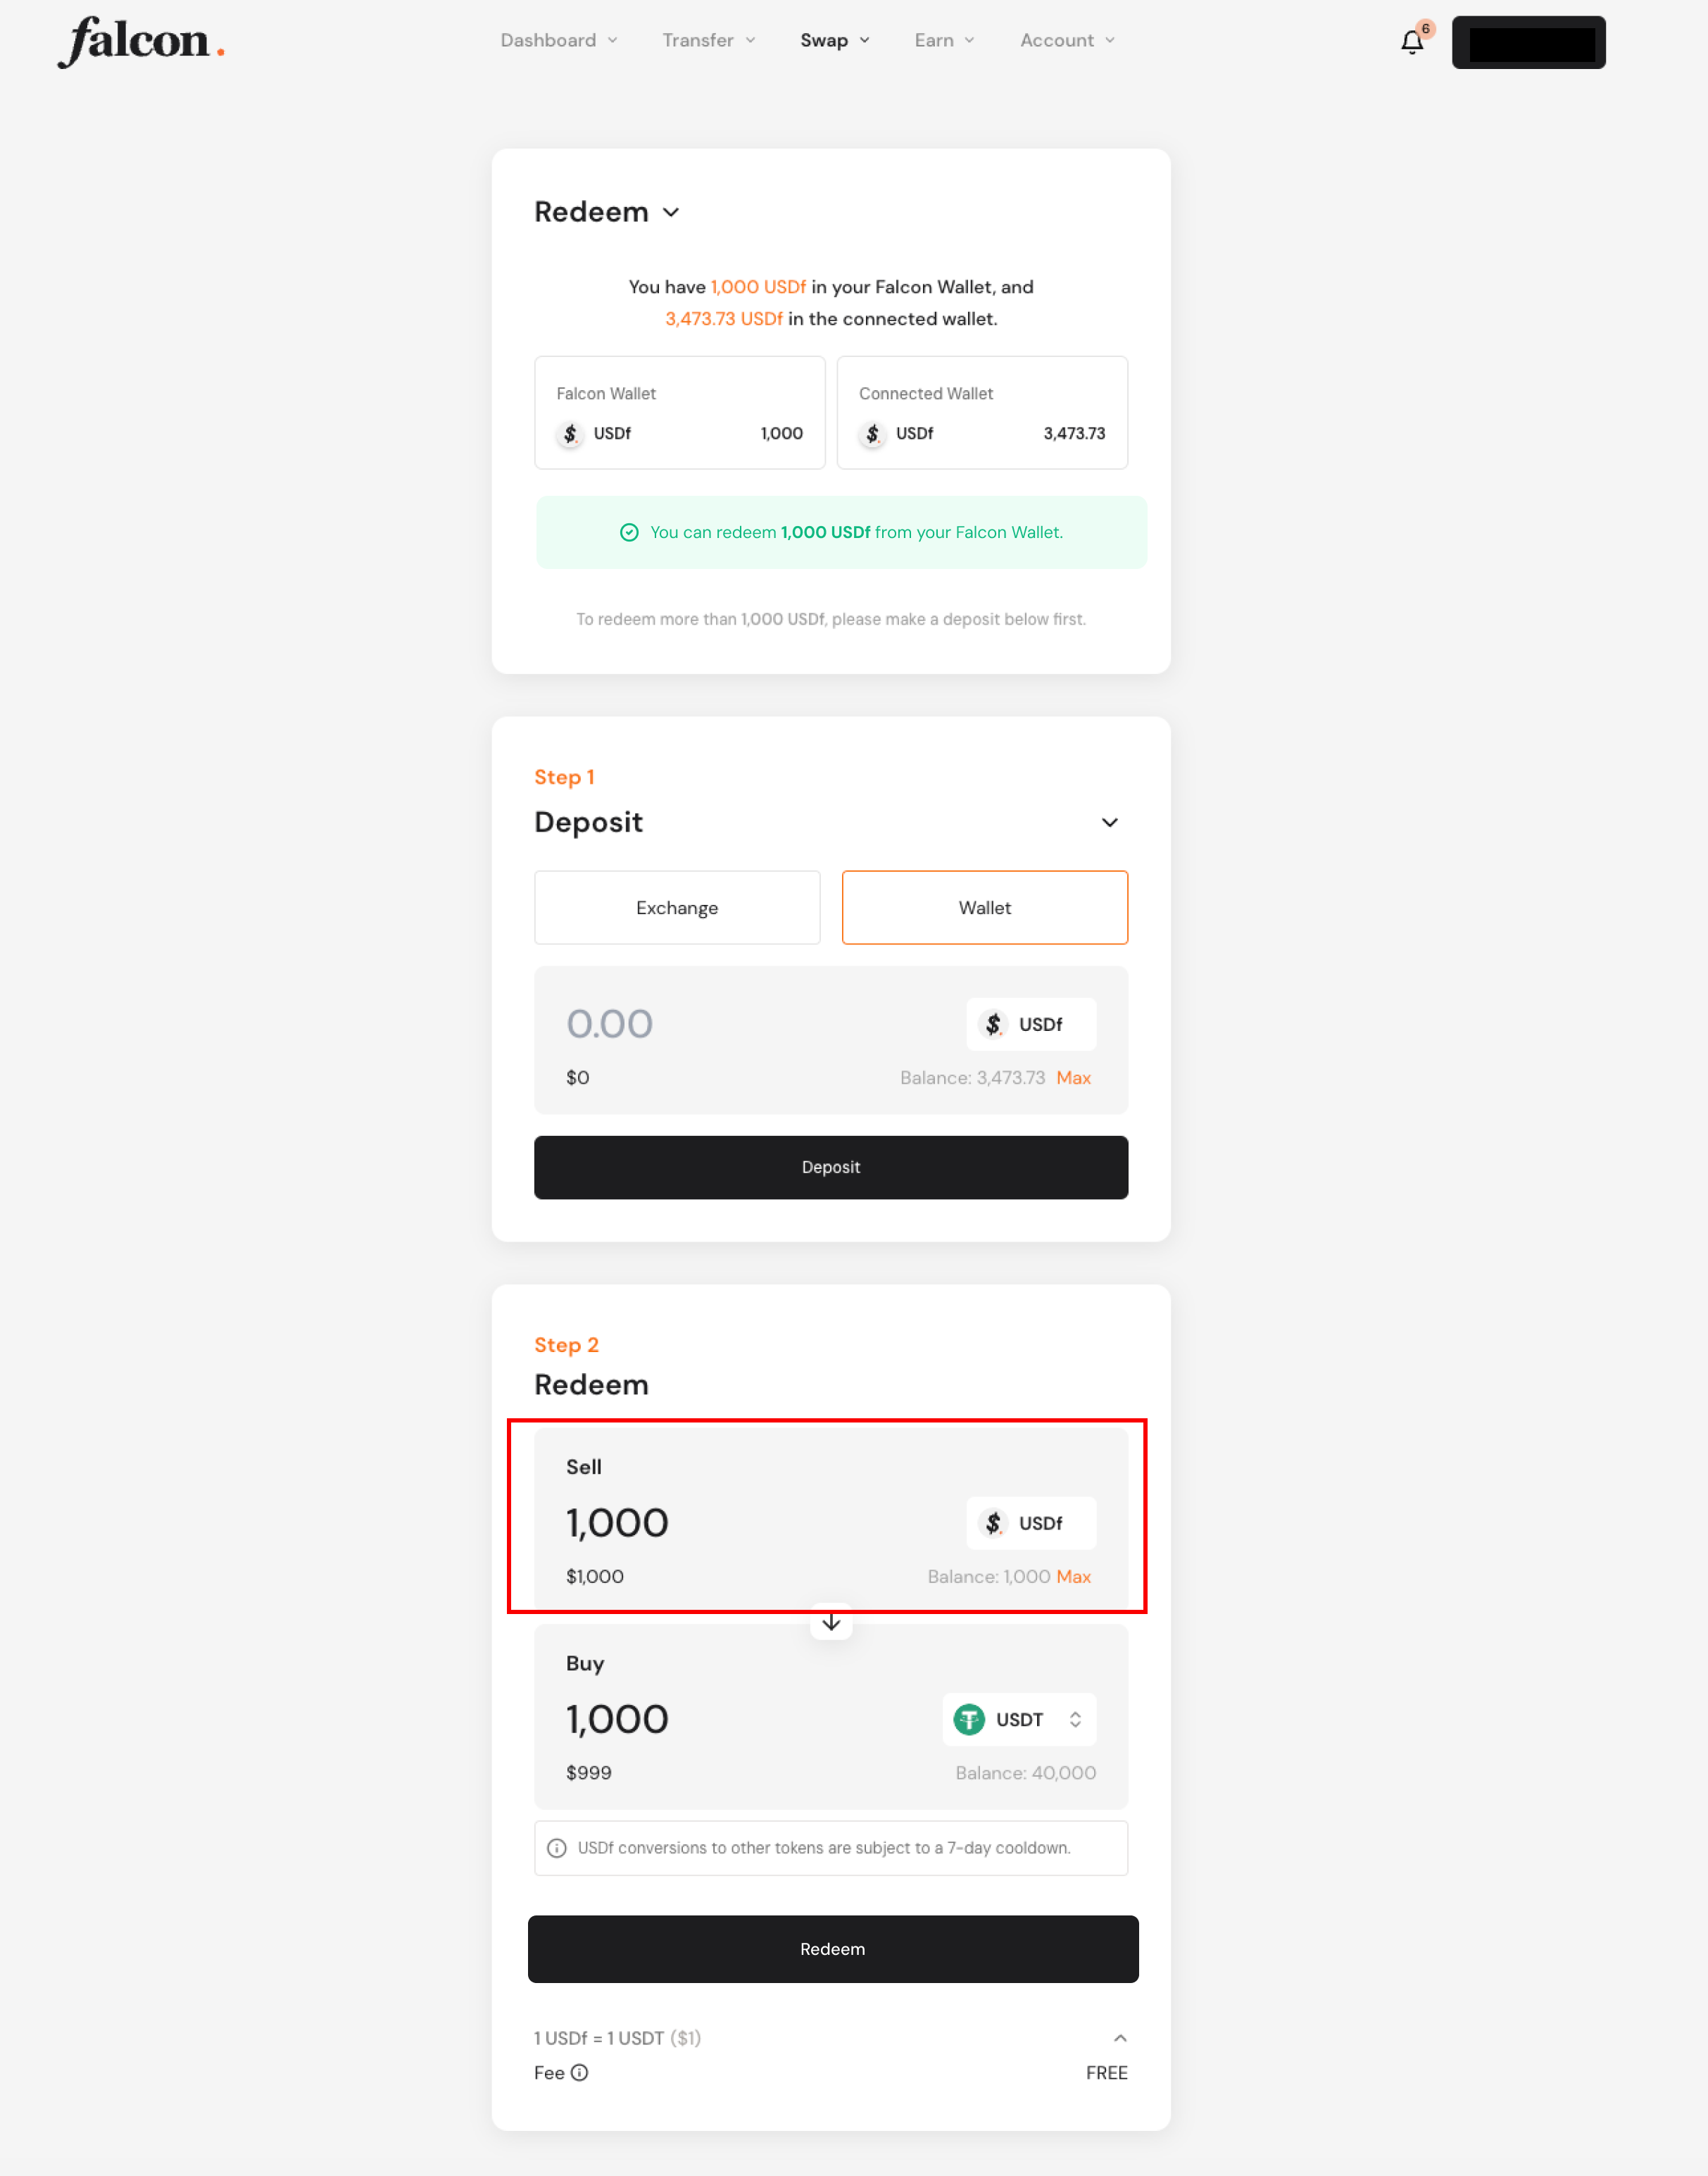 falcon.
Dashboard Transfer Swap Earn Account
6
Redeem
You have 1,000 USDf in your Falcon Wallet, and
3,473.73 USDf in the connected wallet.
Falcon Wallet
$ USDf 1,000
Connected Wallet
$ USDf 3,473.73
You can redeem 1,000 USDf from your Falcon Wallet.
To redeem more than 1,000 USDf, please make a deposit below first.
Step 1
Deposit
Exchange Wallet
0.00 $ USDf
$0 Balance: 3,473.73 Max
Deposit
Step 2
Redeem
Sell
1,000 $ USDf
$1,000 Balance: 1,000 Max
Buy
1,000 USDT
$999 Balance: 40,000
USDf conversions to other tokens are subject to a 7-day cooldown.
Redeem
1 USDf = 1 USDT ($1)
Fee FREE